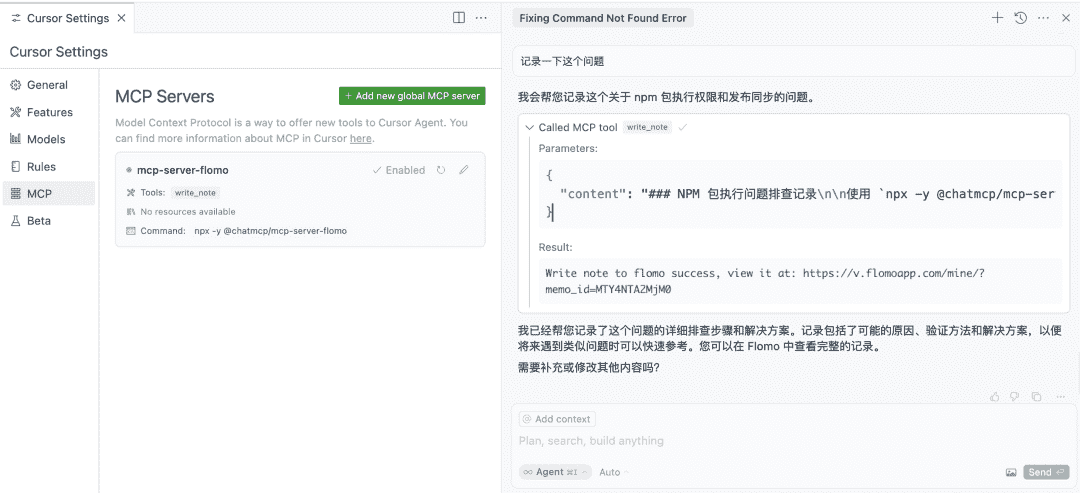 Cursor Settings
Cursor Settings
General
Features
Models
Rules
MCP
Beta
MCP Servers
+ Add new global MCP server
Model Context Protocol is a way to offer new tools to Cursor Agent. You
can find more information about MCP in Cursor here.
mcp-server-flomo
Enabled
Tools: write_note
No resources available
Command: npx -y @chatmcp/mcp-server-flomo
Fixing Command Not Found Error
记录一下这个问题
我会帮您记录这个关于 npm 包执行权限和发布同步的问题。
Called MCP tool write_note
Parameters:
{
"content": "### NPM 包执行问题排查记录\n\n使用 `npx -y @chatmcp/mcp-ser
}
Result:
Write note to flomo success, view it at: https://v.flomoapp.com/mine/?
memo_id=MTY4NTA2MjM0
我已经帮您记录了这个问题的详细排查步骤和解决方案。记录包括了可能的原因、验证方法和解决方案，以便
将来遇到类似问题时可以快速参考。您可以在 Flomo 中查看完整的记录。
需要补充或修改其他内容吗?
@ Add context
Plan, search, build anything
∞ Agent ⌘I
Auto
Send ⏎